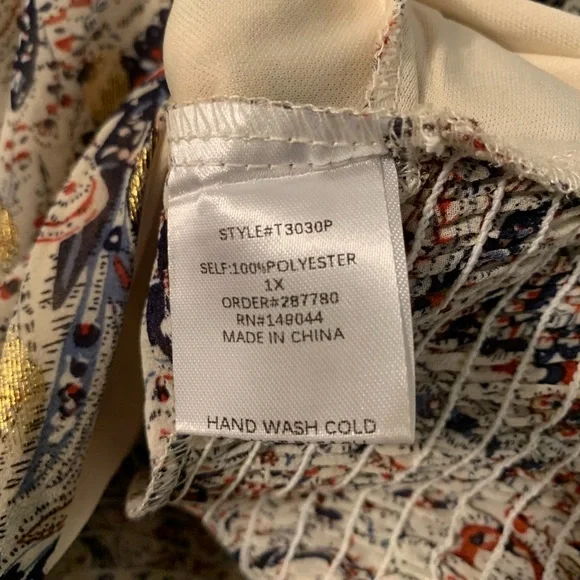 STYLE#T3030P
SELF:100%POLYESTER
1X
ORDER#287780
RN#149044
MADE IN CHINA
HAND WASH COLD